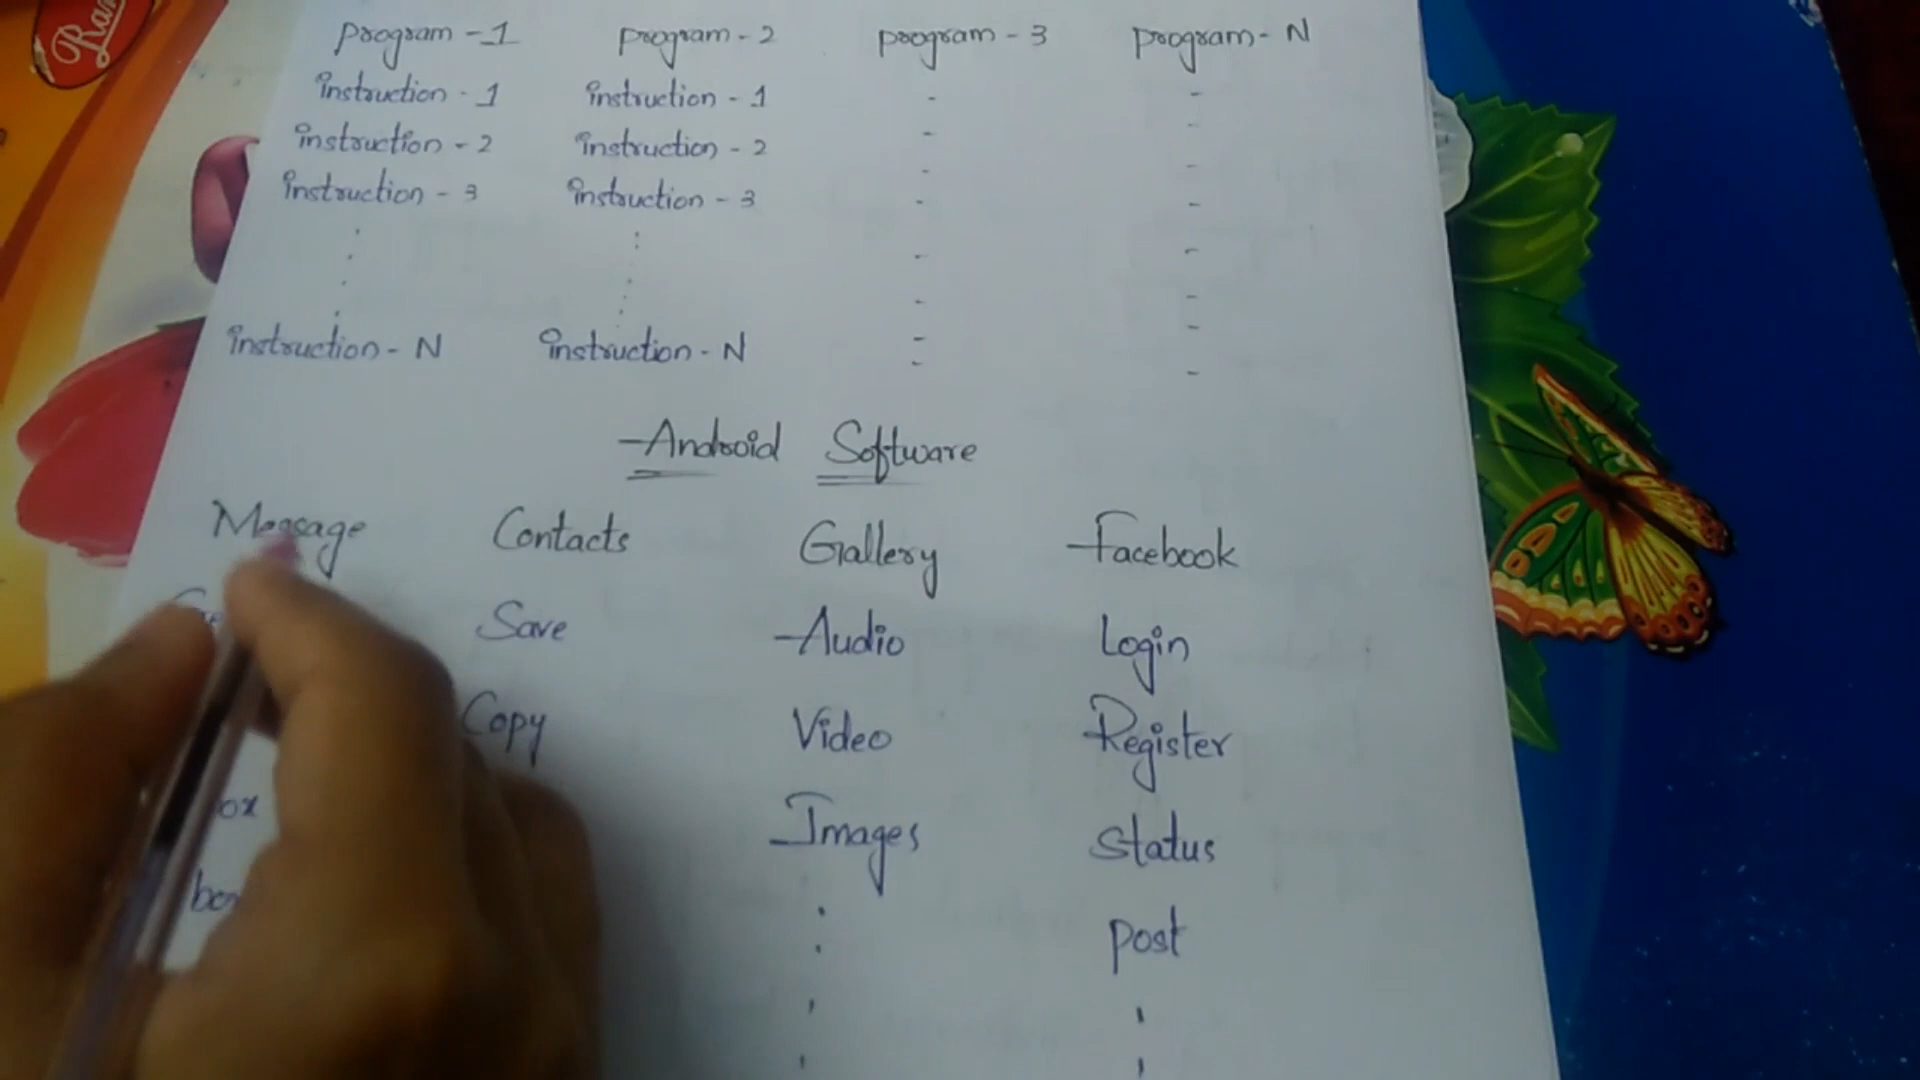 Program - 1 Program - 2 Program - 3 Program - N
instruction - 1 instruction - 1
instruction - 2 instruction - 2
instruction - 3 instruction - 3
instruction - N instruction - N
Android Software
Message Contacts Gallery Facebook
Save Audio Login
Copy Video Register
Images Status
Post